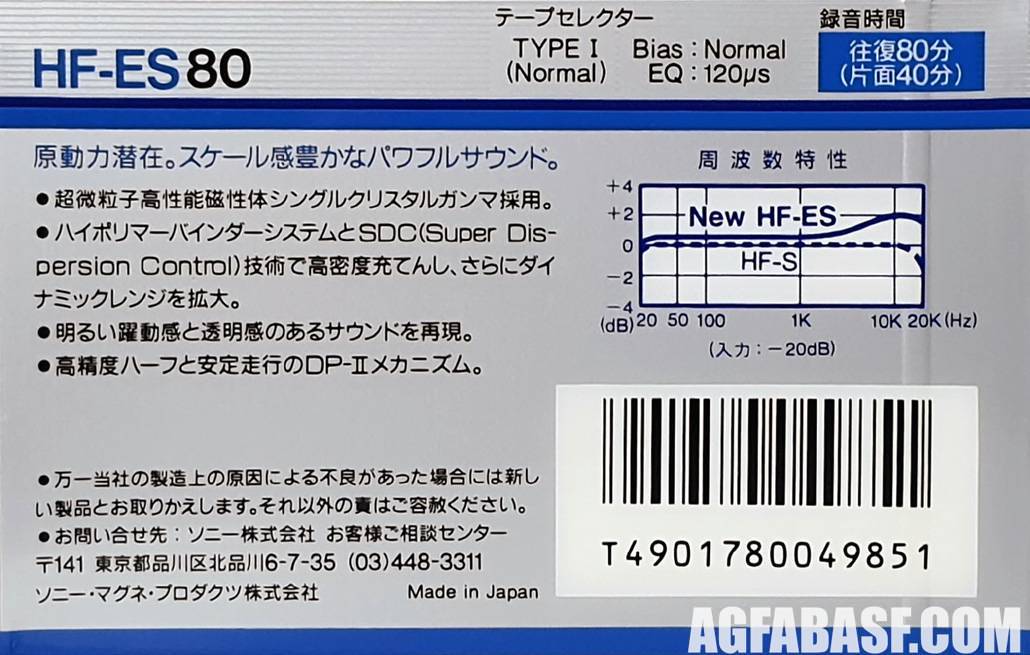 HF-ES 80
テープセレクター
TYPE I Bias : Normal
(Normal) EQ : 120μs
録音時間
往復80分
(片面40分)
原動力潜在。スケール感豊かなパワフルサウンド。
●超微粒子高性能磁性体シングルクリスタルガンマ採用。
●ハイポリマーバインダーシステムとSDC(Super Dis-
persion Control)技術で高密度充てんし、さらにダイ
ナミックレンジを拡大。
●明るい躍動感と透明感のあるサウンドを再現。
●高精度ハーフと安定走行のDP-Ⅱメカニズム。
周波数特性
+4
+2
0
−2
−4
New HF-ES
HF-S
(dB) 20 50 100 1K 10K 20K (Hz)
(入力：−20dB)
●万一当社の製造上の原因による不良があった場合には新し
い製品とお取りかえします。それ以外の責はご容赦ください。
●お問い合せ先：ソニー株式会社 お客様ご相談センター
〒141 東京都品川区北品川6-7-35 (03)448-3311
ソニー・マグネ・プロダクツ株式会社 Made in Japan
T4901780049851
AGFABASF.COM